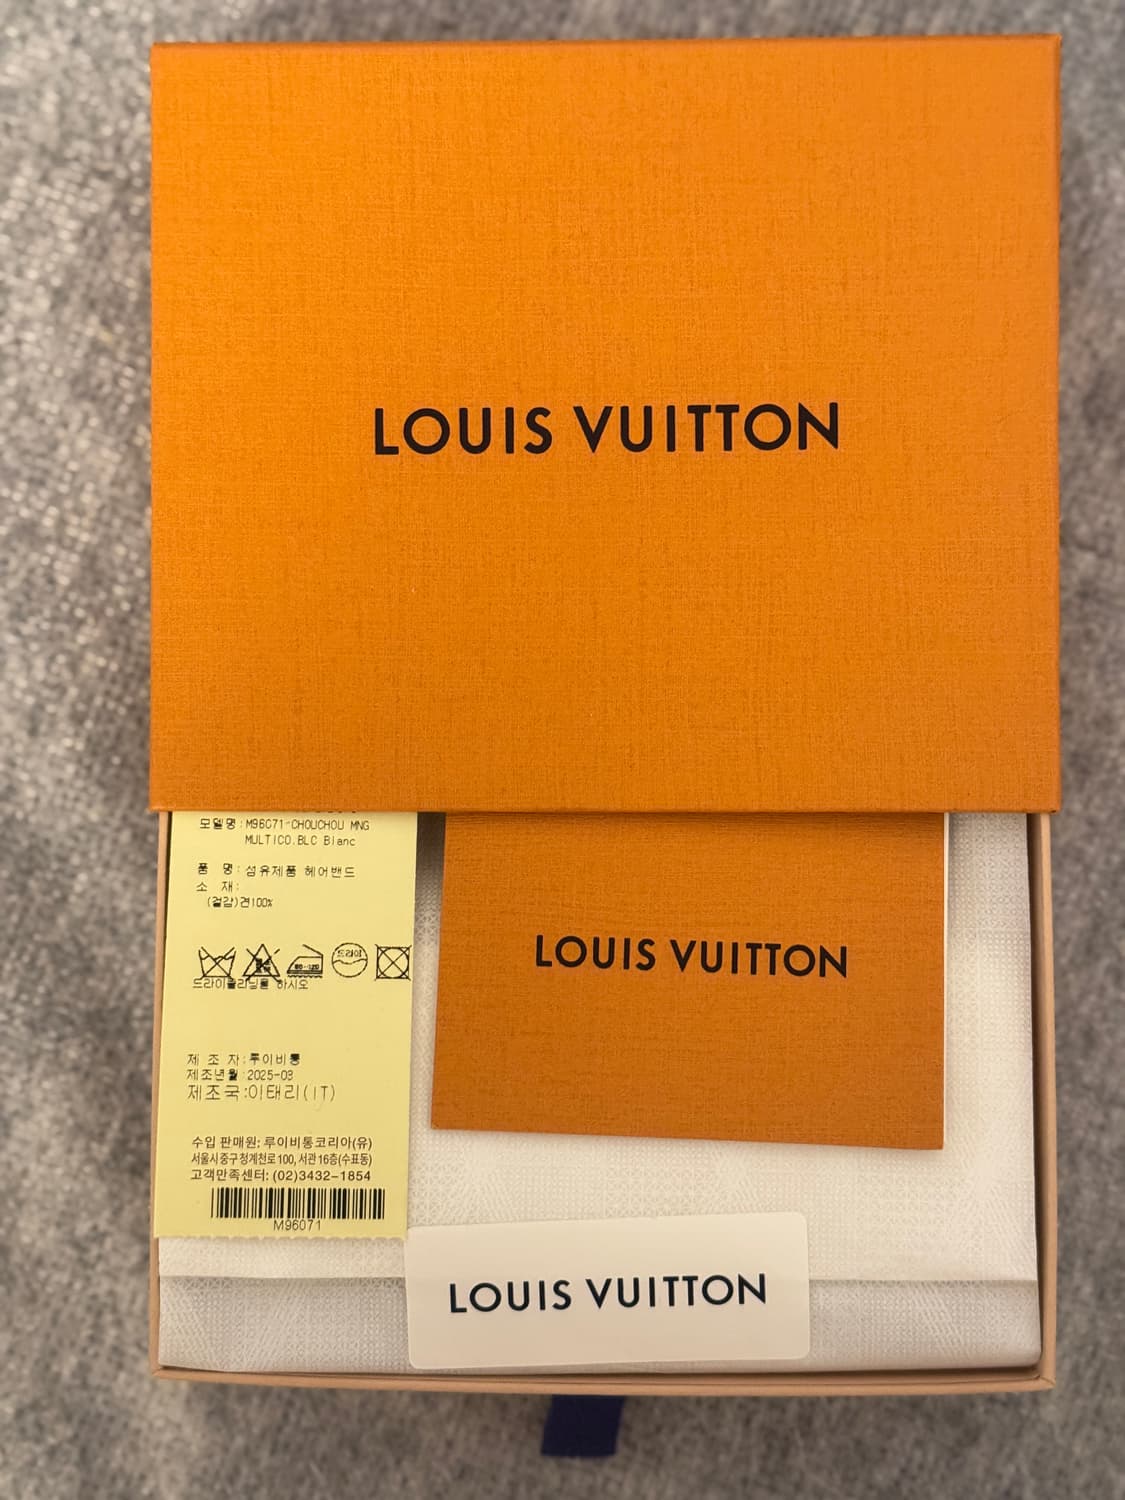 LOUIS VUITTON
모델명:M96071-CHOUCHOU MNG
MULTICO.BLC Blanc
품 명:섬유제품 헤어밴드
소 재:
(겉감)견100%
드라이
80-120
드라이클리닝을 하시오
제 조 자:루이비통
제조년월:2025-03
제조국:이태리(IT)
수입 판매원: 루이비통코리아(유)
서울시중구청계천로100, 서관16층(수표동)
고객만족센터: (02)3432-1854
M96071
LOUIS VUITTON
LOUIS VUITTON